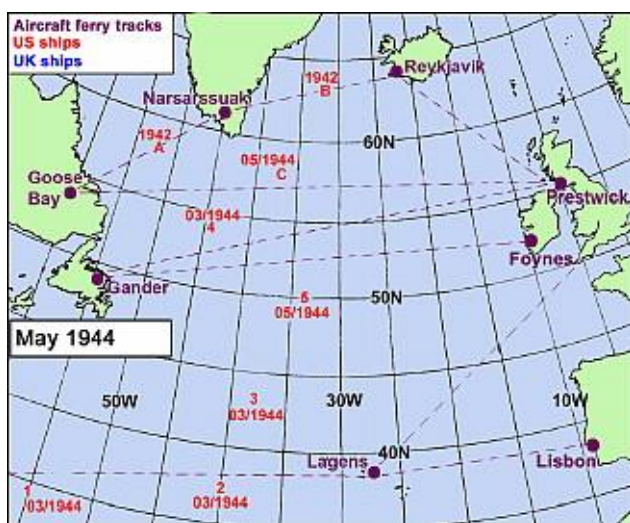 Aircraft ferry tracks
US ships
UK ships
1942
B
Reykjavik
Narsarssuak
1942
A
60N
05/1944
C
Goose
Bay
Prestwick
03/1944
4
Foynes
Gander
5
05/1944
50N
May 1944
50W
3
03/1944
30W
10W
40N
Lagens
Lisbon
1
03/1944
2
03/1944